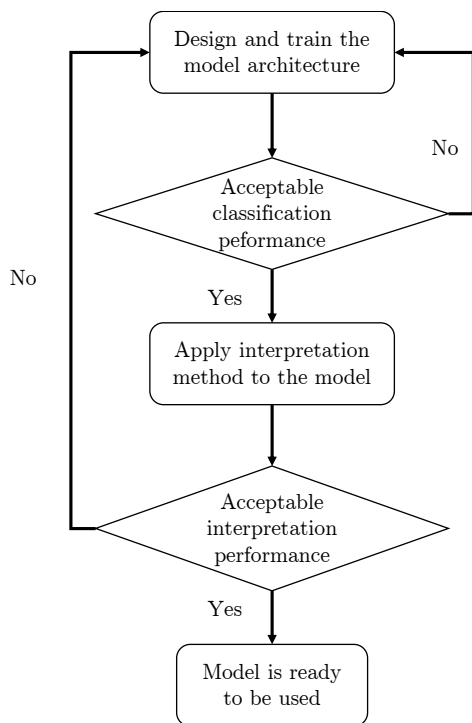 Design and train the
model architecture
No
Acceptable
classification
peformance
No
Yes
Apply interpretation
method to the model
Acceptable
interpretation
performance
Yes
Model is ready
to be used